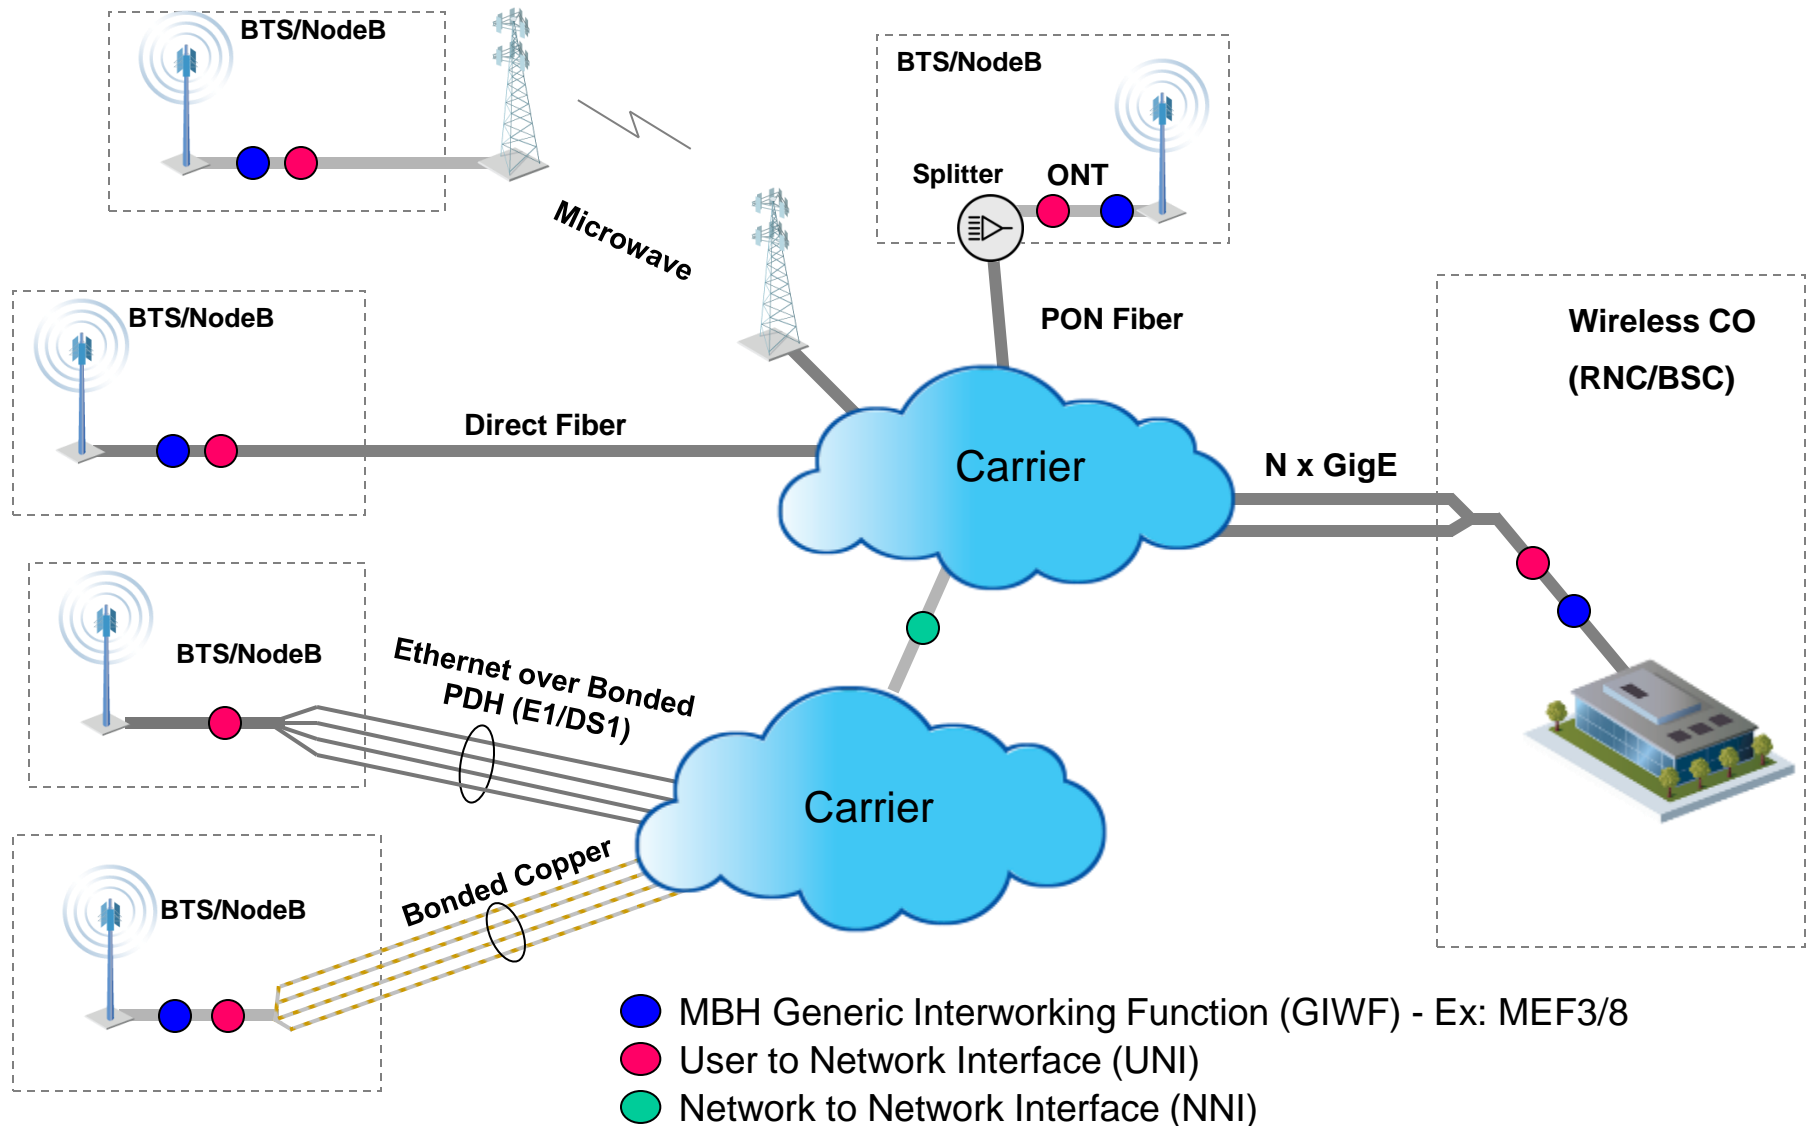 BTS/NodeB
BTS/NodeB
Splitter
ONT
Microwave
BTS/NodeB
PON Fiber
Wireless CO
(RNC/BSC)
Direct Fiber
Carrier
N x GigE
BTS/NodeB
Ethernet over Bonded
PDH (E1/DS1)
Carrier
Bonded Copper
BTS/NodeB
MBH Generic Interworking Function (GIWF) - Ex: MEF3/8
User to Network Interface (UNI)
Network to Network Interface (NNI)